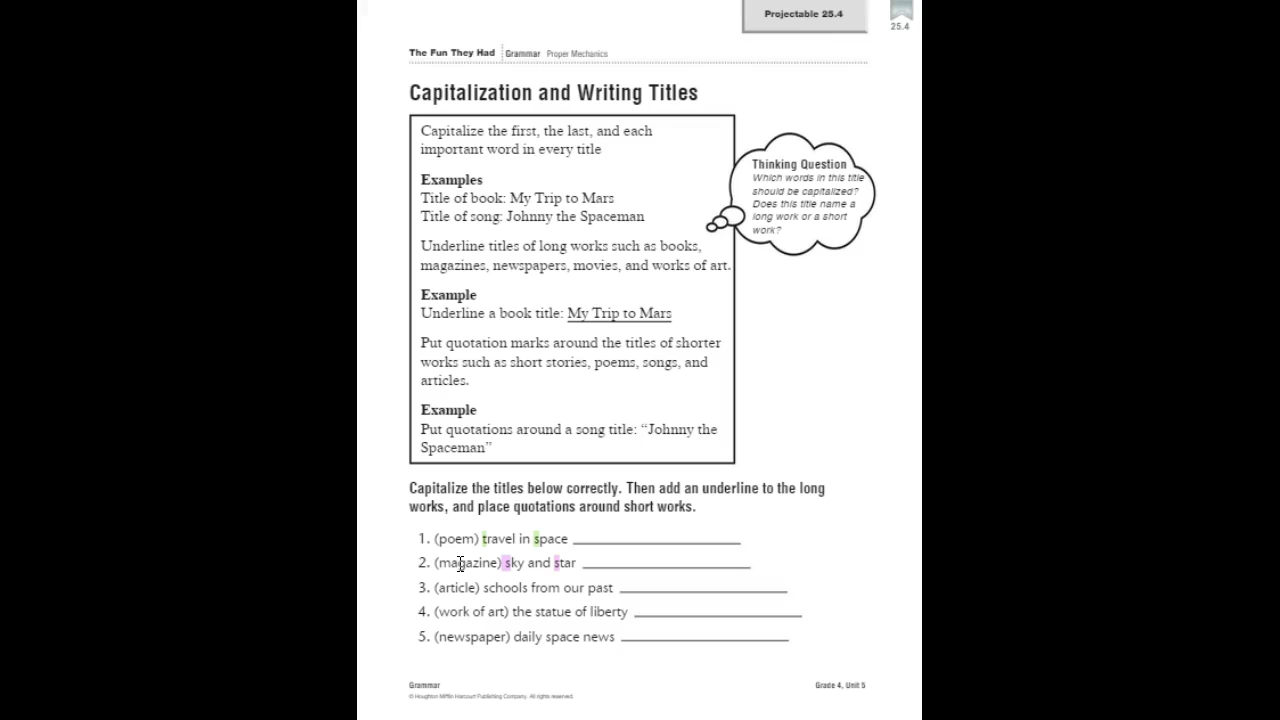 Projectable 25.4
25.4
The Fun They Had Grammar Proper Mechanics
Capitalization and Writing Titles
Capitalize the first, the last, and each
important word in every title
Examples
Title of book: My Trip to Mars
Title of song: Johnny the Spaceman
Underline titles of long works such as books,
magazines, newspapers, movies, and works of art.
Example
Underline a book title: My Trip to Mars
Put quotation marks around the titles of shorter
works such as short stories, poems, songs, and
articles.
Example
Put quotations around a song title: “Johnny the
Spaceman”
Thinking Question
Which words in this title
should be capitalized?
Does this title name a
long work or a short
work?
Capitalize the titles below correctly. Then add an underline to the long
works, and place quotations around short works.
1. (poem) travel in space
2. (magazine) sky and star
3. (article) schools from our past
4. (work of art) the statue of liberty
5. (newspaper) daily space news
Grammar
Grade 4, Unit 5
© Houghton Mifflin Harcourt Publishing Company. All rights reserved.